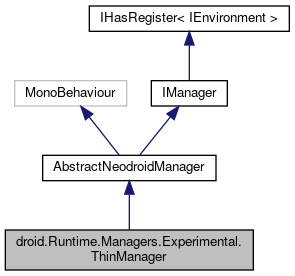 IHasRegister< IEnvironment >
MonoBehaviour
IManager
AbstractNeodroidManager
droid.Runtime.Managers.Experimental.
ThinManager